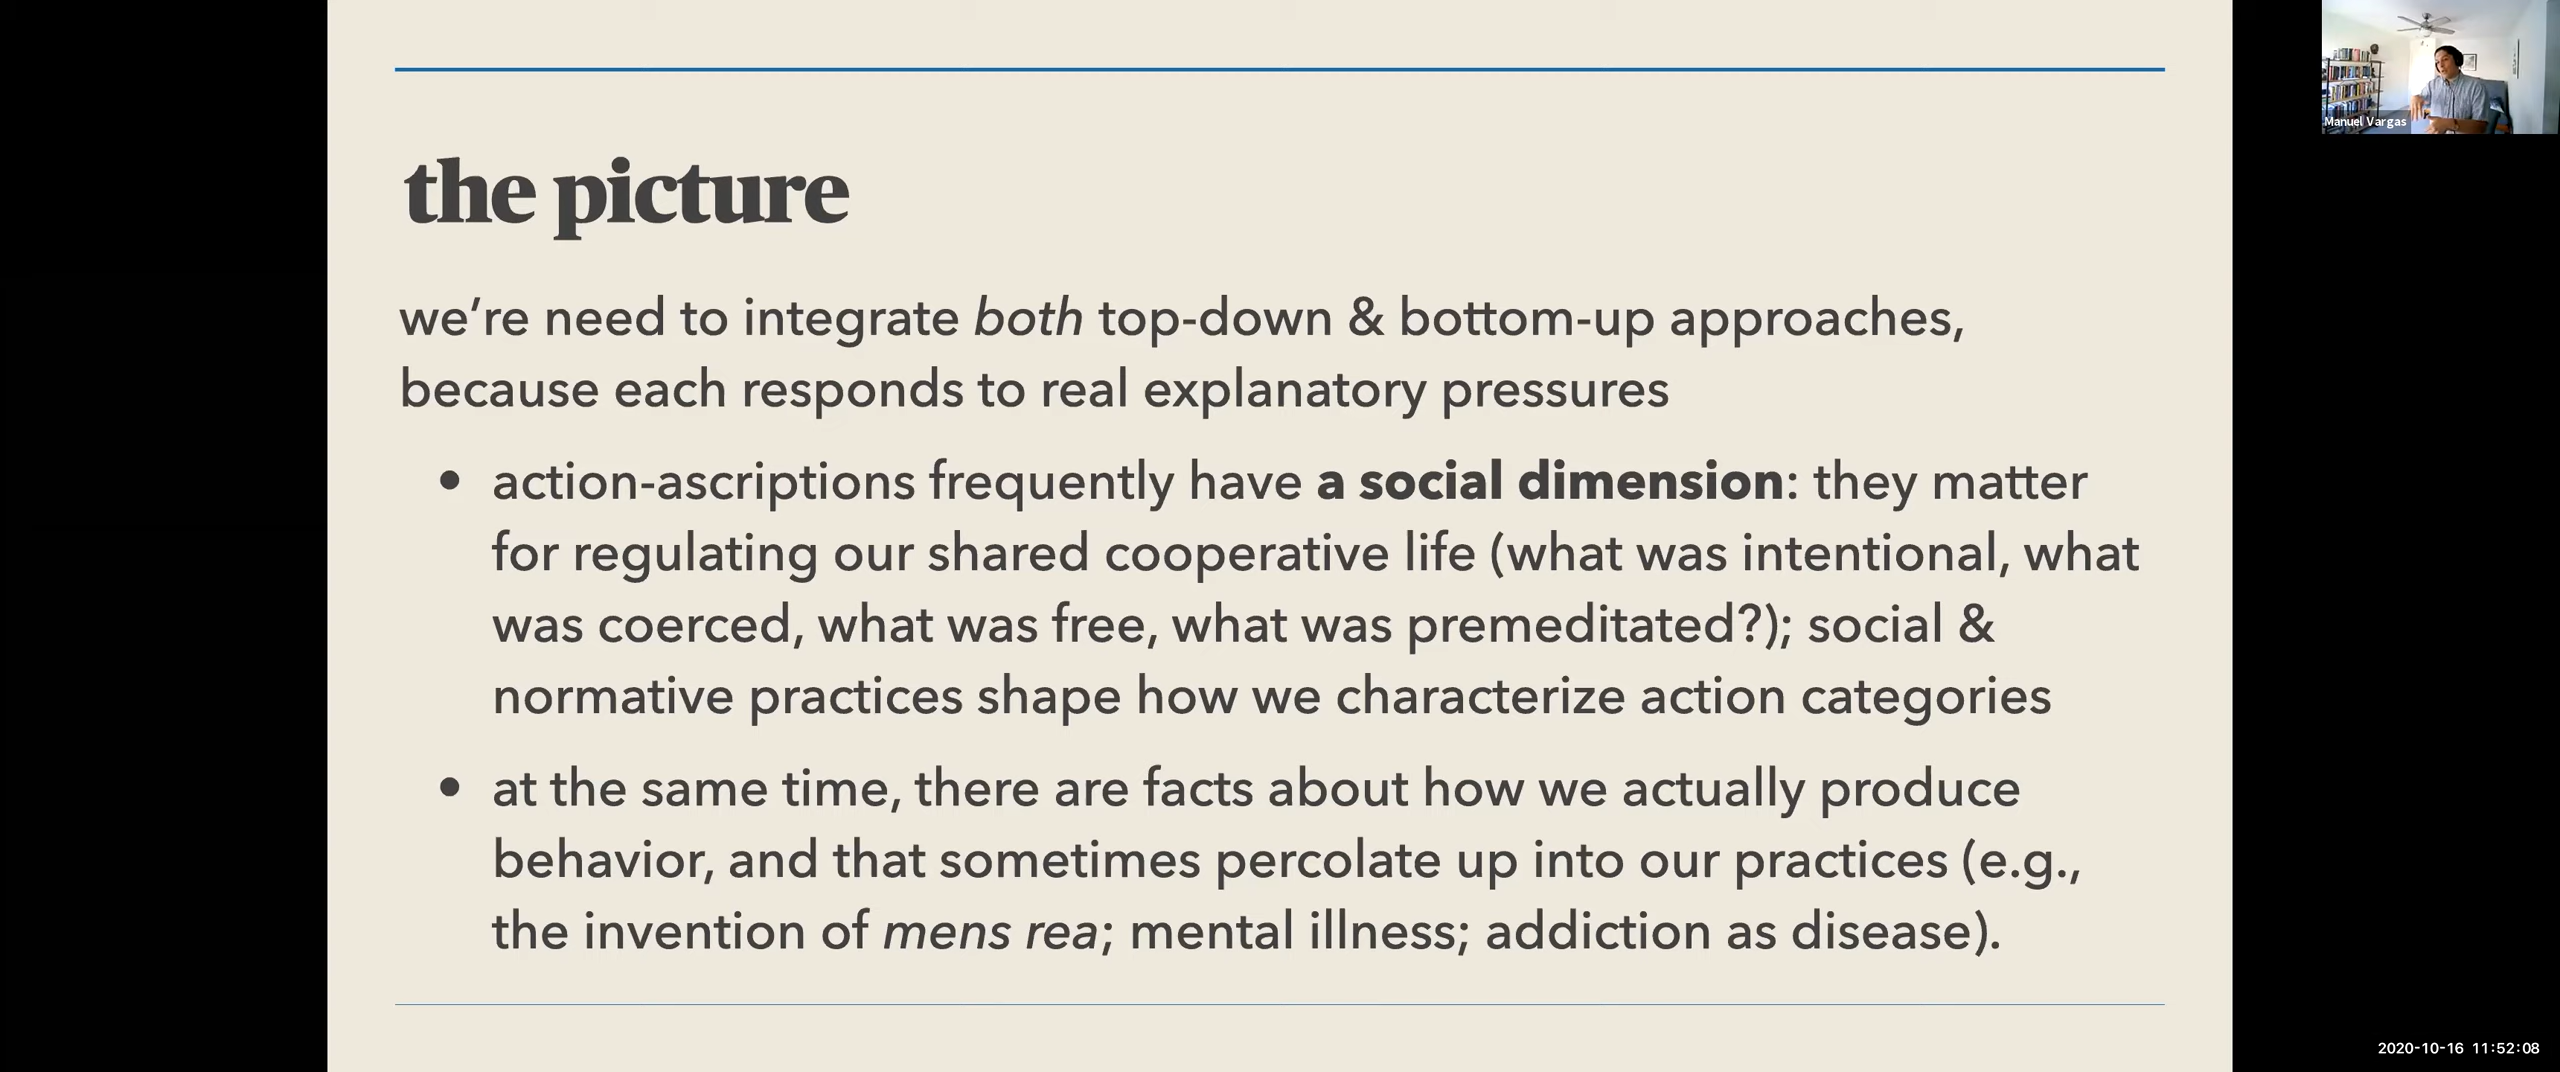 Manuel Vargas
the picture
we’re need to integrate both top-down & bottom-up approaches,
because each responds to real explanatory pressures
• action-ascriptions frequently have a social dimension: they matter
for regulating our shared cooperative life (what was intentional, what
was coerced, what was free, what was premeditated?); social &
normative practices shape how we characterize action categories
• at the same time, there are facts about how we actually produce
behavior, and that sometimes percolate up into our practices (e.g.,
the invention of mens rea; mental illness; addiction as disease).
2020-10-16 11:52:08